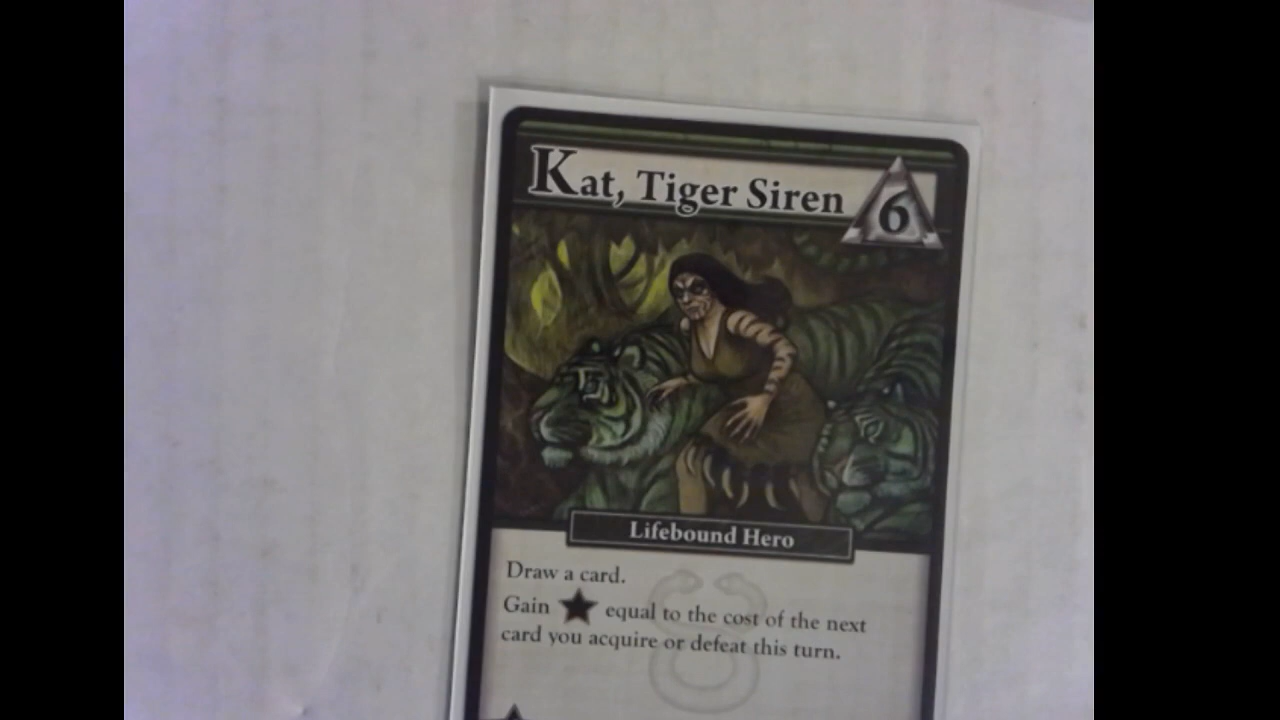 Kat, Tiger Siren
6
Lifebound Hero
Draw a card.
Gain ★ equal to the cost of the next
card you acquire or defeat this turn.